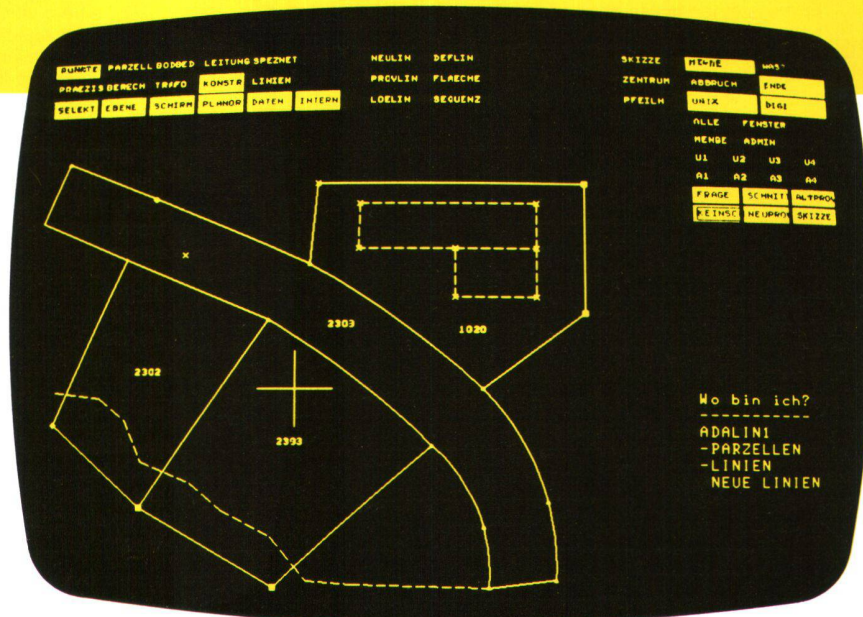 PUNKTE PARZELL BODBED LEITUNG SPEZNET NEULIN DEFLIN SKIZZE MENUE WAS?
PRAEZIS BERECH TRAFO KONSTR LINIEN PROVLIN FLAECHE ZENTRUM ABBRUCH ENDE
SELEKT EBENE SCHIRM PLANOR DATEN INTERN LOELIN SEQUENZ PFEILH UNIX DIGI
ALLE FENSTER
MENGE ADMIN
U1 U2 U3 U4
A1 A2 A3 A4
FRAGE SCHNIT ALTPROV
KEINSC NEUPROV SKIZZE
2303 1020
2302
2393
Wo bin ich?
-----------
ADALIN1
-PARZELLEN
-LINIEN
NEUE LINIEN